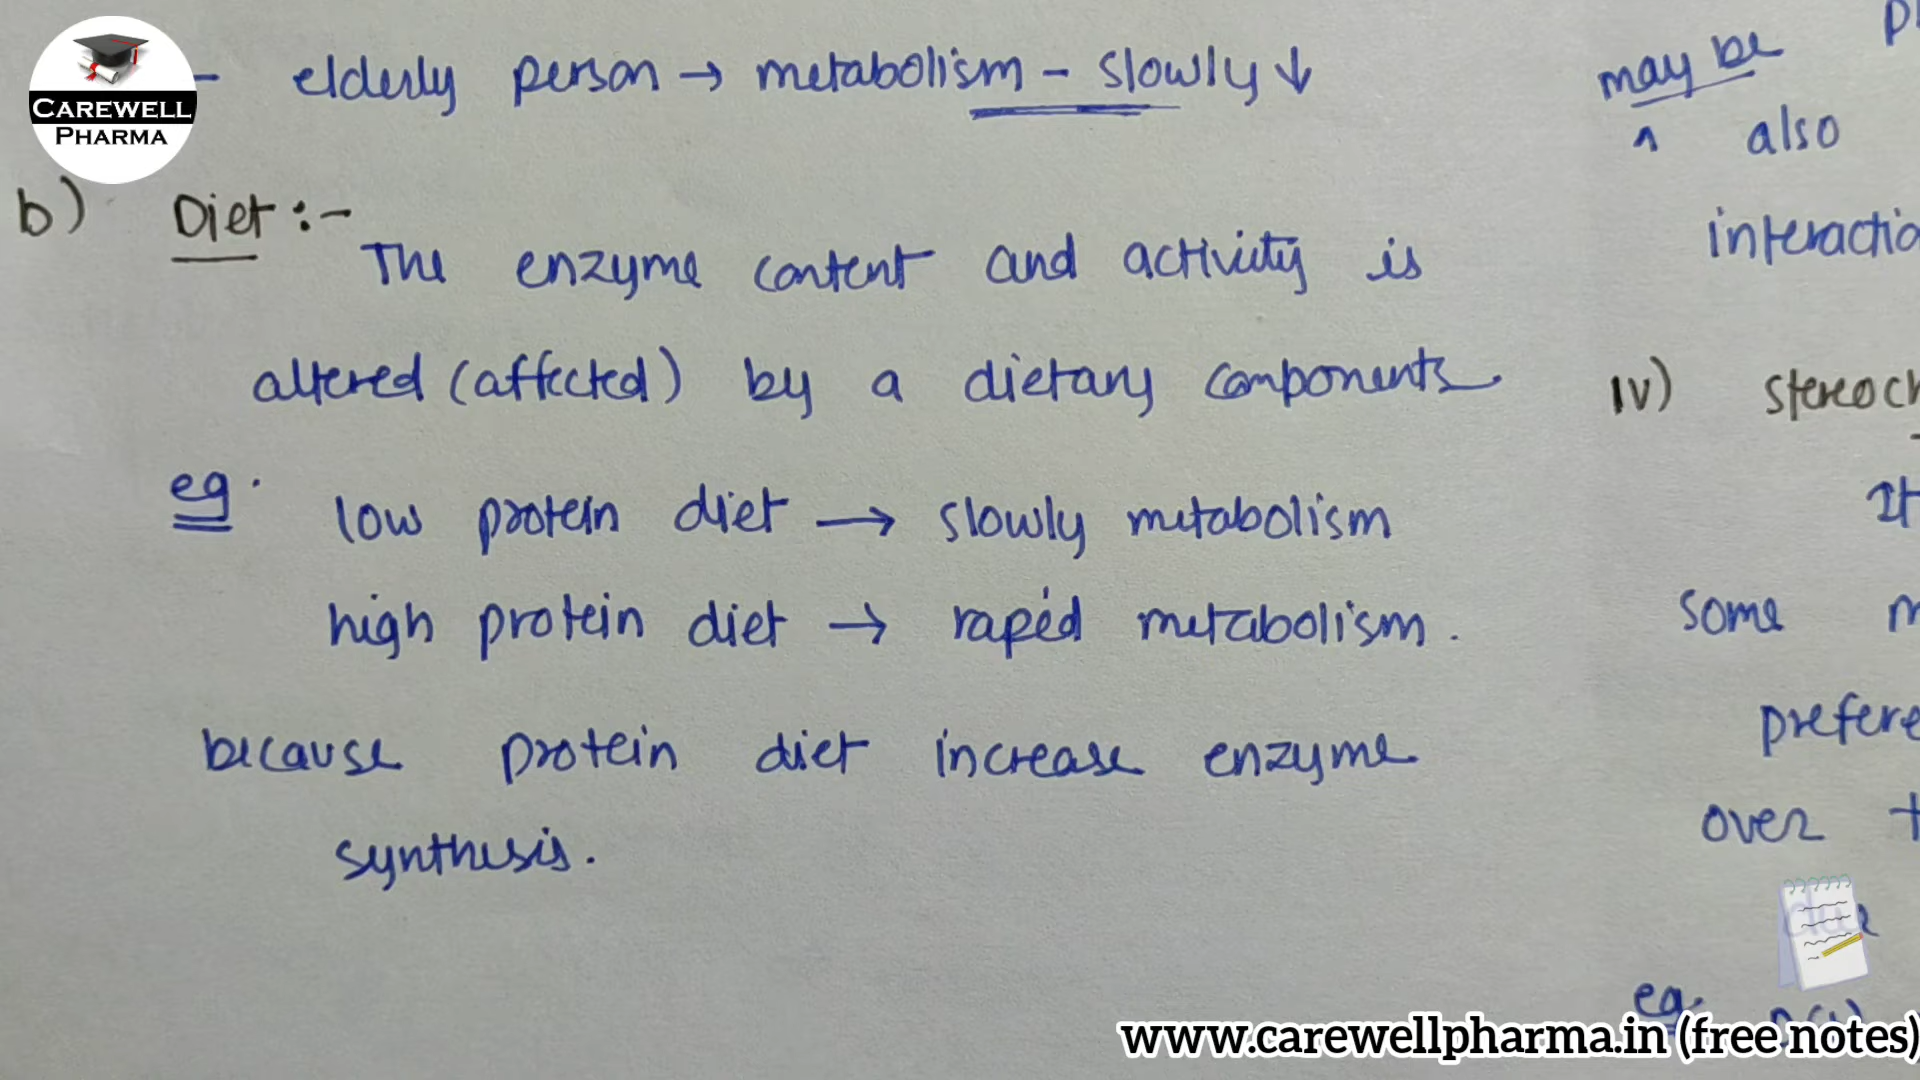 CAREWELL
PHARMA
- elderly person → metabolism - slowly ↓
b) Diet :-
The enzyme content and activity is
altered (affected) by a dietary components.
eg. low protein diet → slowly metabolism
high protein diet → rapid metabolism.
because protein diet increase enzyme
synthesis.
may be
^ also
interactio
iv) stereoch
It
some m
prefere
over t
eg.
www.carewellpharma.in (free notes)